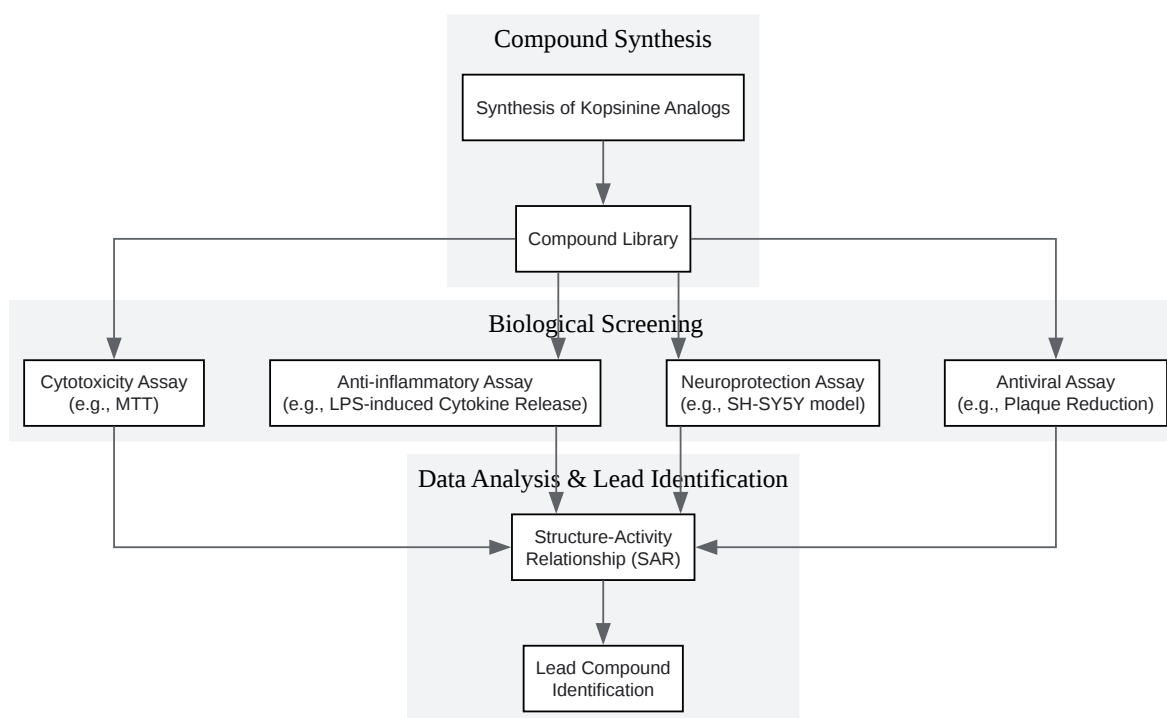 Compound Synthesis
Synthesis of Kopsinine Analogs
Compound Library
Biological Screening
Cytotoxicity Assay
(e.g., MTT)
Anti-inflammatory Assay
(e.g., LPS-induced Cytokine Release)
Neuroprotection Assay
(e.g., SH-SY5Y model)
Antiviral Assay
(e.g., Plaque Reduction)
Data Analysis & Lead Identification
Structure-Activity
Relationship (SAR)
Lead Compound
Identification